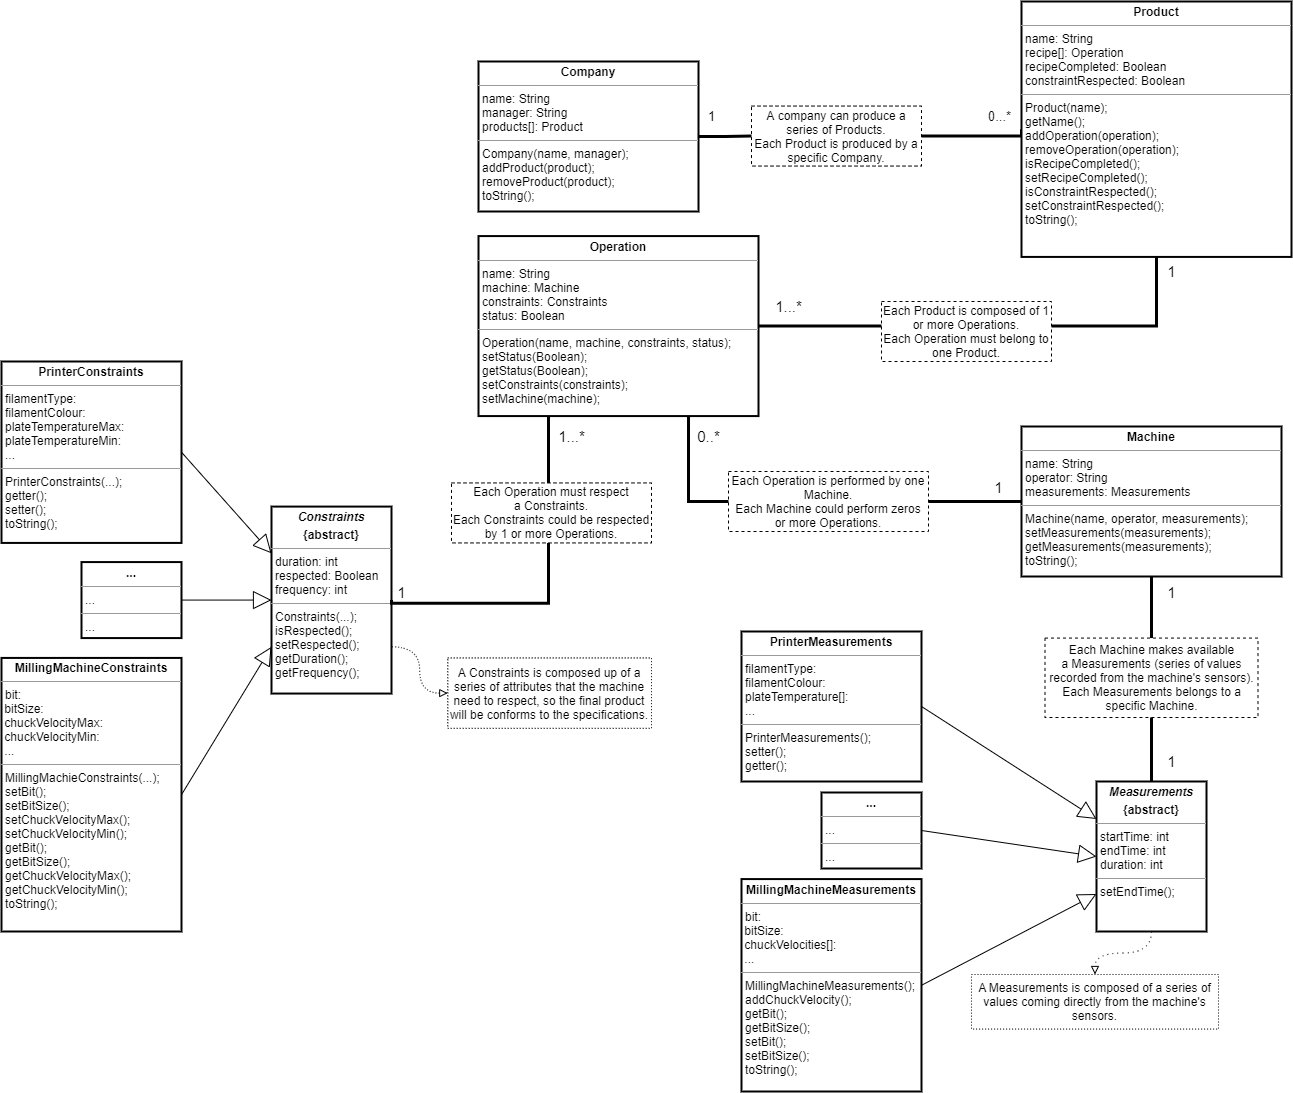 Product
name: String
recipe[]: Operation
recipeCompleted: Boolean
constraintRespected: Boolean
Product(name);
getName();
addOperation(operation);
removeOperation(operation);
isRecipeCompleted();
setRecipeCompleted();
isConstraintRespected();
setConstraintRespected();
toString();
Company
name: String
manager: String
products[]: Product
Company(name, manager);
addProduct(product);
removeProduct(product);
toString();
1
A company can produce a
series of Products.
Each Product is produced by a
specific Company.
0...*
Operation
name: String
machine: Machine
constraints: Constraints
status: Boolean
Operation(name, machine, constraints, status);
setStatus(Boolean);
getStatus(Boolean);
setConstraints(constraints);
setMachine(machine);
1...*
Each Product is composed of 1
or more Operations.
Each Operation must belong to
one Product.
1
PrinterConstraints
filamentType:
filamentColour:
plateTemperatureMax:
plateTemperatureMin:
...
PrinterConstraints(...);
getter();
setter();
toString();
...
...
...
MillingMachineConstraints
bit:
bitSize:
chuckVelocityMax:
chuckVelocityMin:
...
MillingMachieConstraints(...);
setBit();
setBitSize();
setChuckVelocityMax();
setChuckVelocityMin();
getBit();
getBitSize();
getChuckVelocityMax();
getChuckVelocityMin();
toString();
Constraints
{abstract}
duration: int
respected: Boolean
frequency: int
Constraints(...);
isRespected();
setRespected();
getDuration();
getFrequency();
1
1...*
Each Operation must respect
a Constraints.
Each Constraints could be respected
by 1 or more Operations.
A Constraints is composed up of a
series of attributes that the machine
need to respect, so the final product
will be conforms to the specifications.
0..*
Each Operation is performed by one
Machine.
Each Machine could perform zeros
or more Operations.
1
Machine
name: String
operator: String
measurements: Measurements
Machine(name, operator, measurements);
setMeasurements(measurements);
getMeasurements(measurements);
toString();
1
Each Machine makes available
a Measurements (series of values
recorded from the machine's sensors).
Each Measurements belongs to a
specific Machine.
1
PrinterMeasurements
filamentType:
filamentColour:
plateTemperature[]:
...
PrinterMeasurements();
setter();
getter();
...
...
...
MillingMachineMeasurements
bit:
bitSize:
chuckVelocities[]:
...
MillingMachineMeasurements();
addChuckVelocity();
getBit();
getBitSize();
setBit();
setBitSize();
toString();
Measurements
{abstract}
startTime: int
endTime: int
duration: int
setEndTime();
A Measurements is composed of a series of
values coming directly from the machine's
sensors.